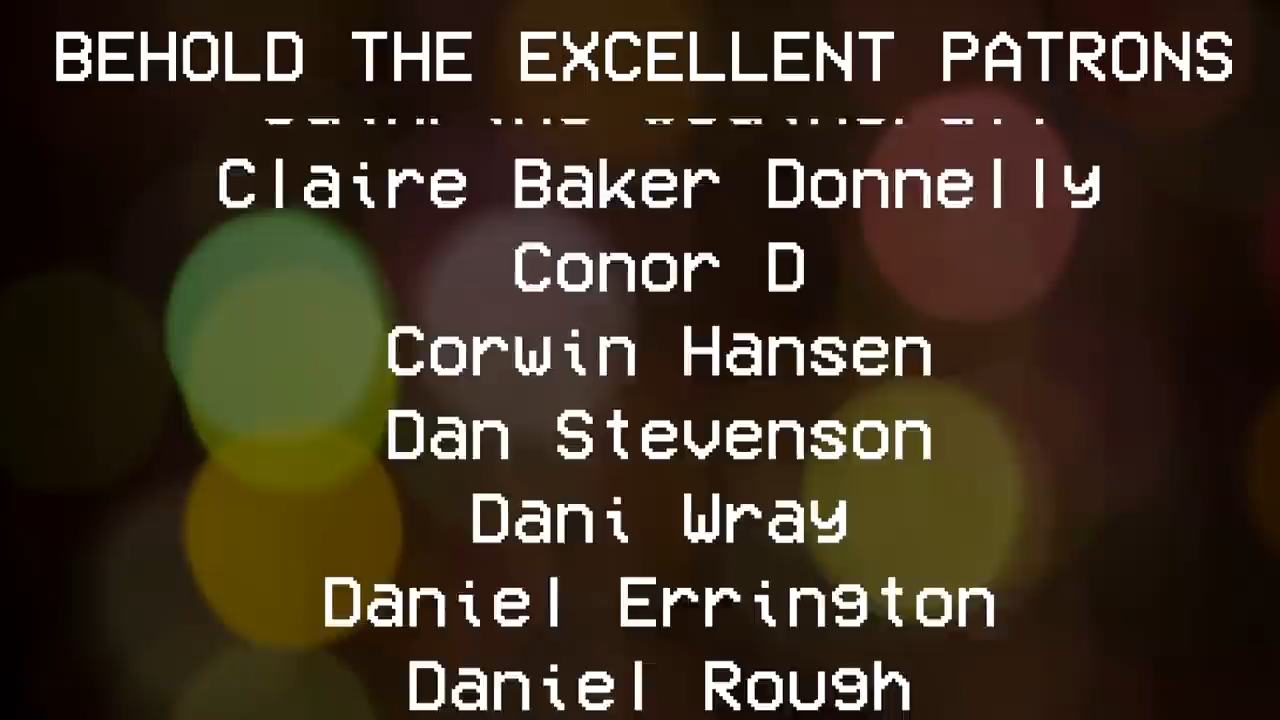 BEHOLD THE EXCELLENT PATRONS
Claire Baker Donnelly
Conor D
Corwin Hansen
Dan Stevenson
Dani Wray
Daniel Errington
Daniel Rough